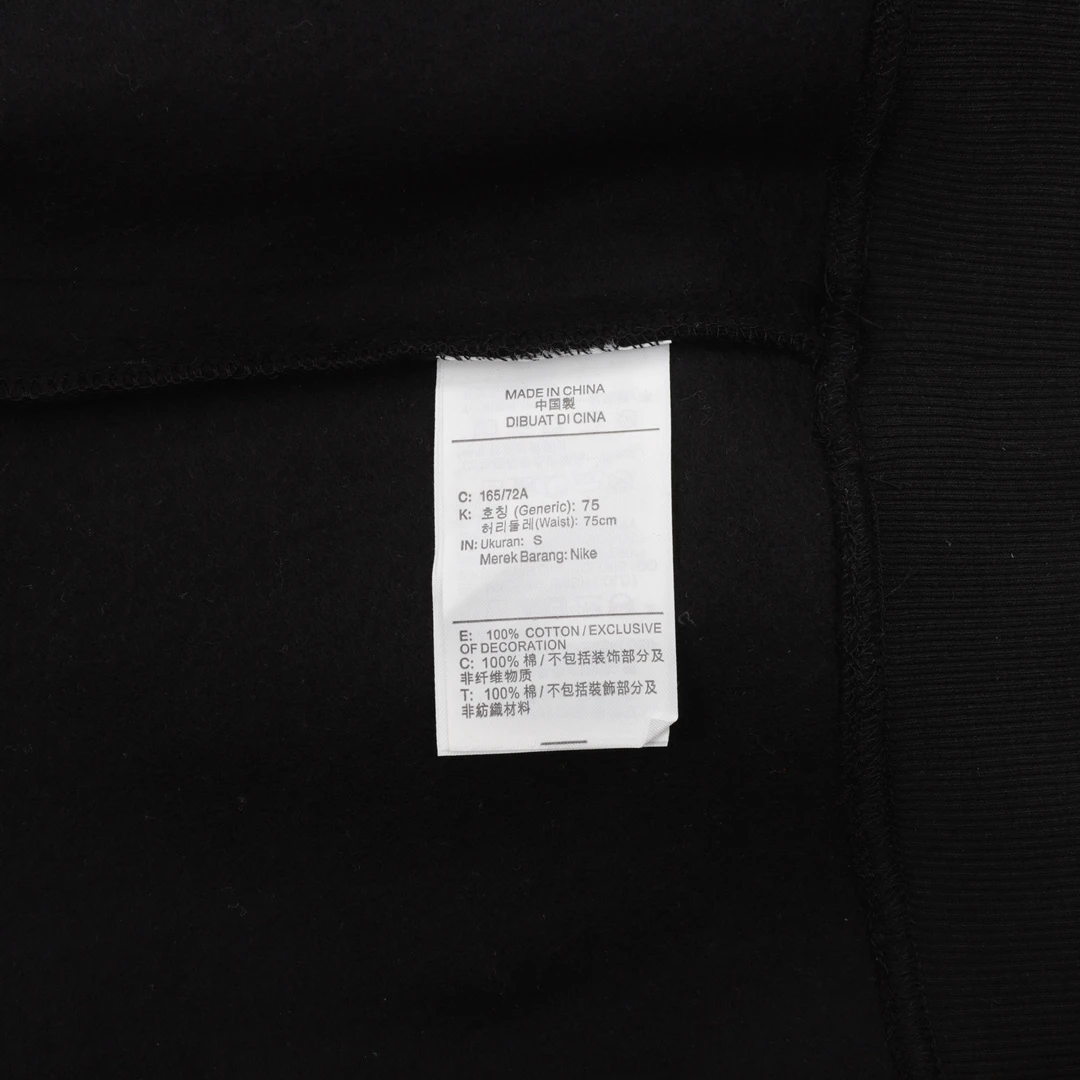 MADE IN CHINA
中国製
DIBUAT DI CINA
C: 165/72A
K: 호칭 (Generic): 75
허리둘레(Waist): 75cm
IN: Ukuran: S
Merek Barang: Nike
E: 100% COTTON / EXCLUSIVE
OF DECORATION
C: 100% 棉 / 不包括装饰部分及
非纤维物质
T: 100% 棉 / 不包括裝飾部分及
非紡織材料